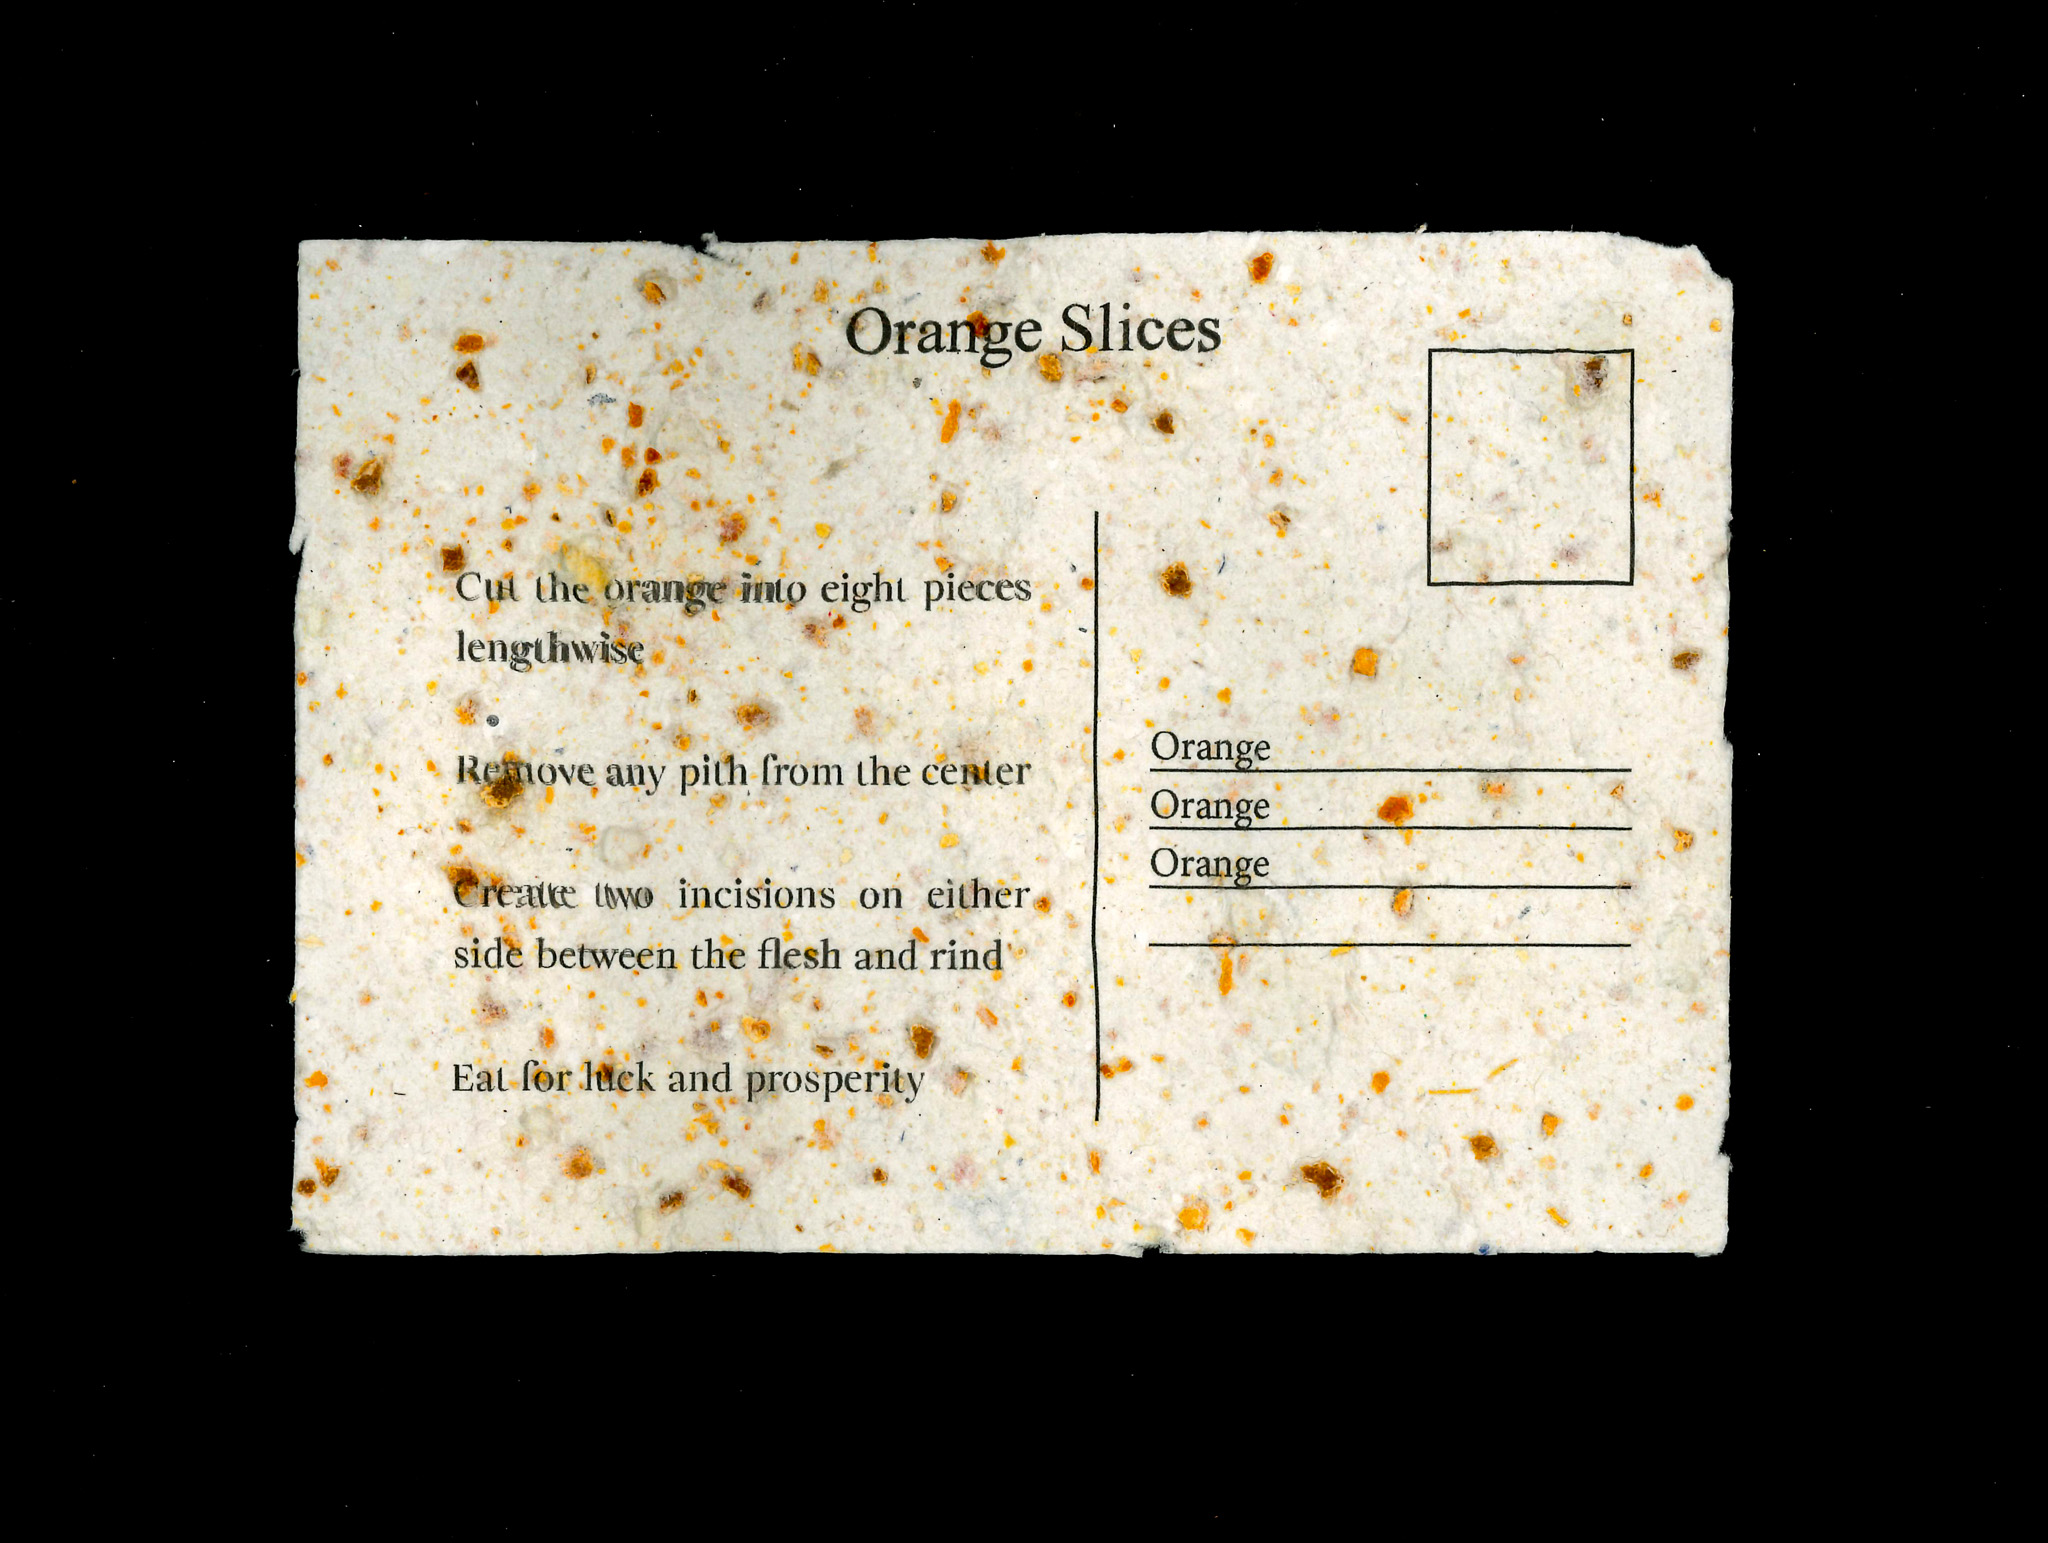 Orange Slices
Cut the orange into eight pieces
lengthwise
Remove any pith from the center
Create two incisions on either
side between the flesh and rind
Eat for luck and prosperity
Orange
Orange
Orange